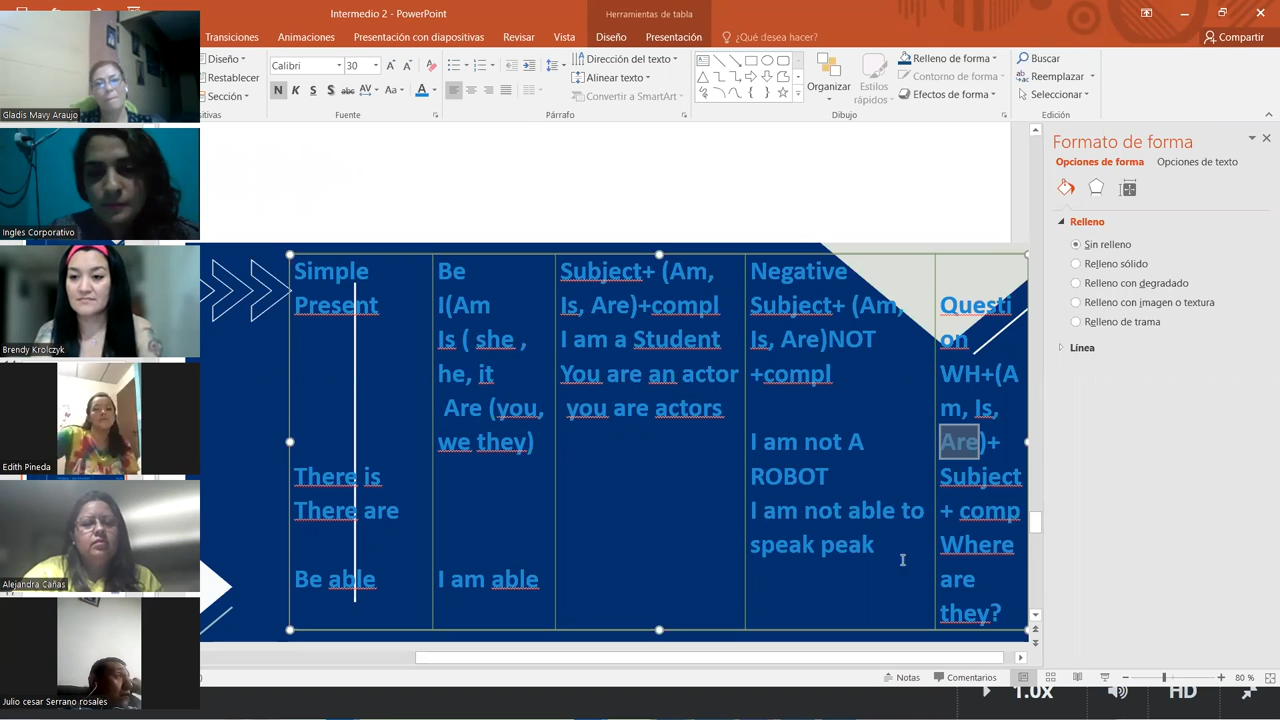 Intermedio 2 - PowerPoint
Herramientas de tabla
Transiciones
Animaciones
Presentación con diapositivas
Revisar
Vista
Diseño
Presentación
¿Qué desea hacer?
Compartir
Diseño
Restablecer
Sección
Calibri
30
N K S S abc AV Aa A
Dirección del texto
Alinear texto
Convertir a SmartArt
Organizar
Estilos
rápidos
Relleno de forma
Contorno de forma
Efectos de forma
Buscar
Reemplazar
Seleccionar
Fuente
Párrafo
Dibujo
Edición
Gladis Mavy Araujo
Ingles Corporativo
Brendy Krolczyk
Edith Pineda
Alejandra Cañas
Julio cesar Serrano rosales
Simple
Present
There is
There are
Be able
Be
I(Am
Is ( she ,
he, it
Are (you,
we they)
I am able
Subject+ (Am,
Is, Are)+compl
I am a Student
You are an actor
you are actors
Negative
Subject+ (Am,
Is, Are)NOT
+compl
I am not A
ROBOT
I am not able to
speak peak
Questi
on
WH+(A
m, Is,
Are)+
Subject
+ comp
Where
are
they?
Formato de forma
Opciones de forma
Opciones de texto
Relleno
Sin relleno
Relleno sólido
Relleno con degradado
Relleno con imagen o textura
Relleno de trama
Línea
Notas
Comentarios
80 %
1.0x
HD